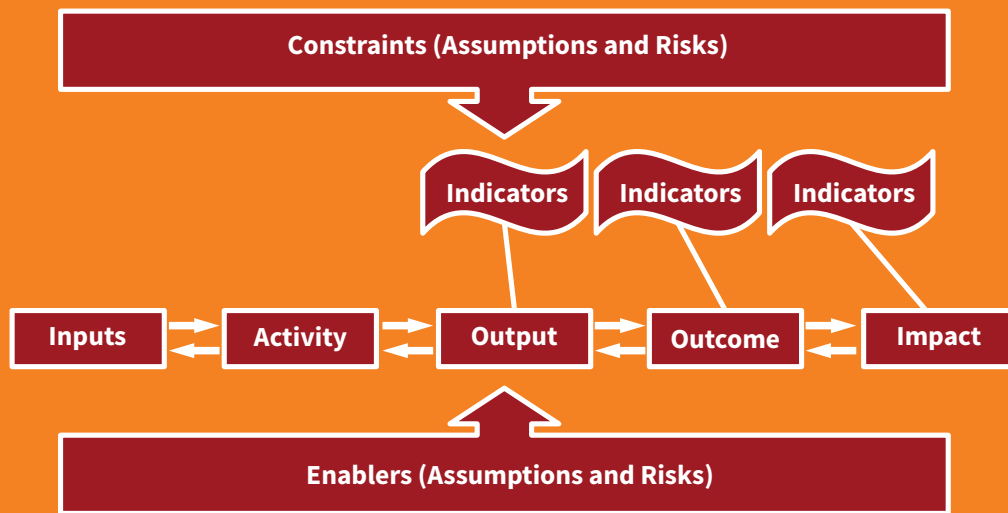 Constraints (Assumptions and Risks)
Indicators
Indicators
Indicators
Inputs
Activity
Output
Outcome
Impact
Enablers (Assumptions and Risks)